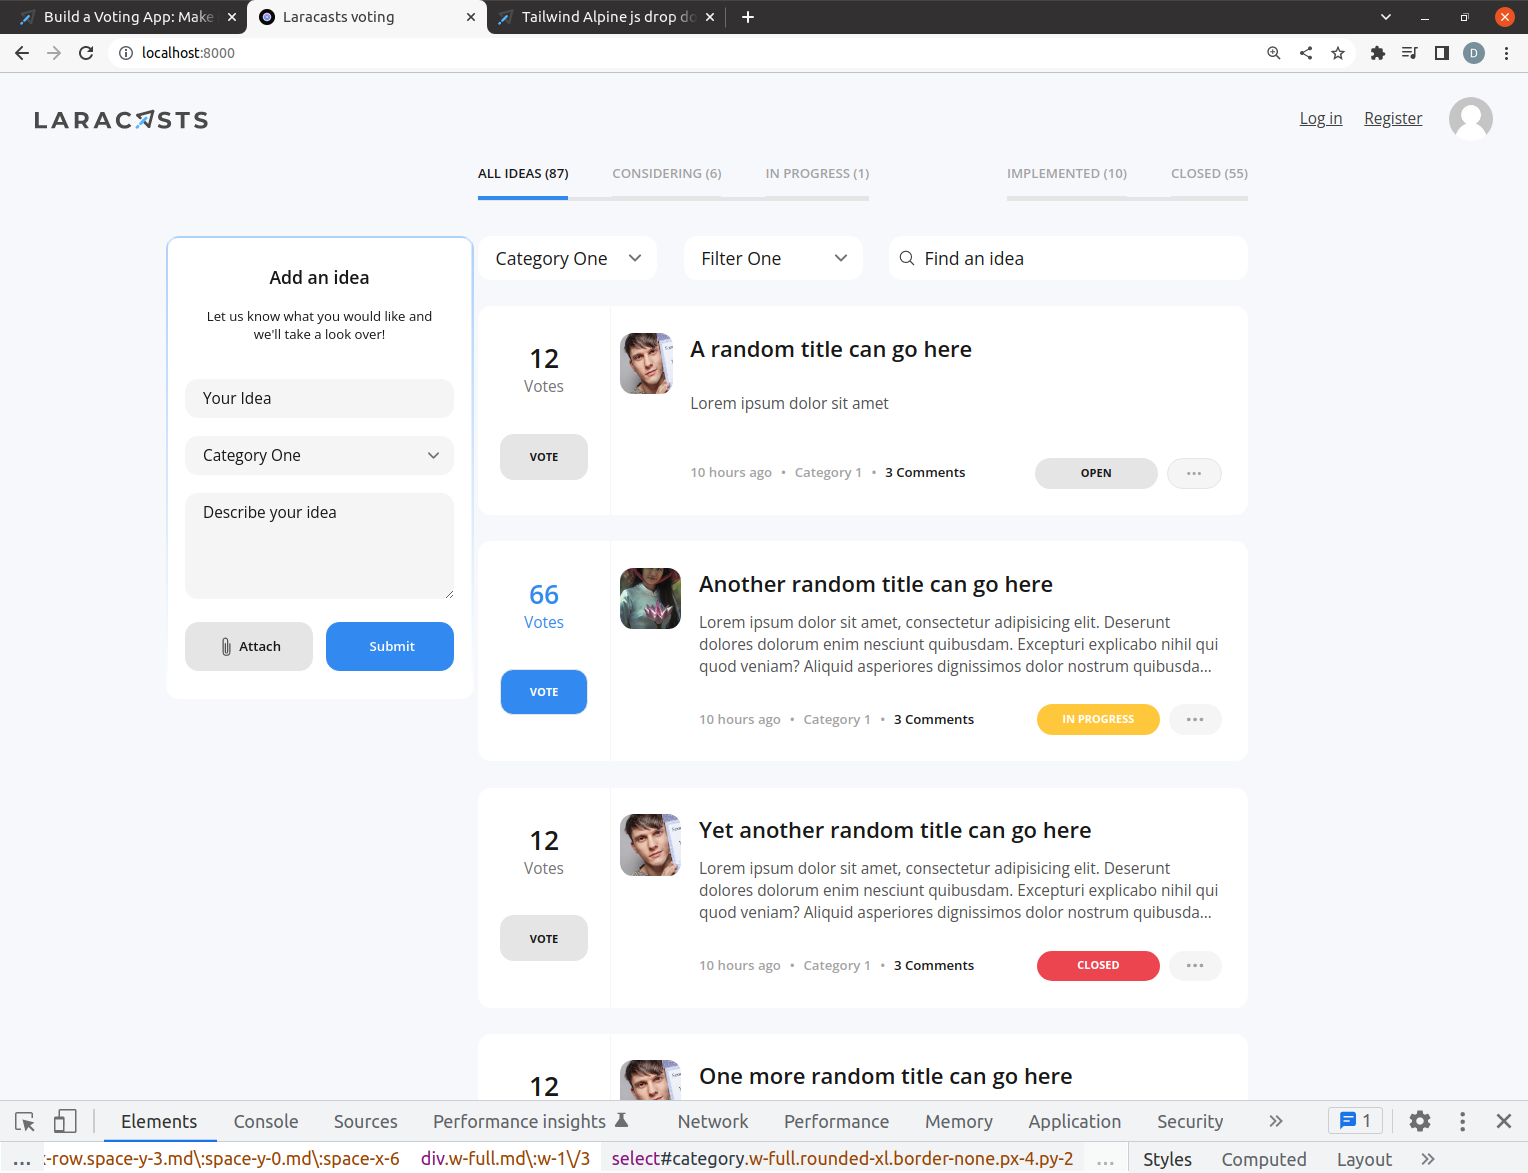 Build a Voting App: Make
Laracasts voting
Tailwind Alpine js drop do
localhost:8000
D
LARACASTS
Log in
Register
ALL IDEAS (87)
CONSIDERING (6)
IN PROGRESS (1)
IMPLEMENTED (10)
CLOSED (55)
Add an idea
Let us know what you would like and
we'll take a look over!
Your Idea
Category One
Describe your idea
Attach
Submit
Category One
Filter One
Find an idea
12
Votes
VOTE
A random title can go here
Lorem ipsum dolor sit amet
10 hours ago • Category 1 • 3 Comments
OPEN
66
Votes
VOTE
Another random title can go here
Lorem ipsum dolor sit amet, consectetur adipisicing elit. Deserunt
dolores dolorum enim nesciunt quibusdam. Excepturi explicabo nihil qui
quod veniam? Aliquid asperiores dignissimos dolor nostrum quibusda...
10 hours ago • Category 1 • 3 Comments
IN PROGRESS
12
Votes
VOTE
Yet another random title can go here
Lorem ipsum dolor sit amet, consectetur adipisicing elit. Deserunt
dolores dolorum enim nesciunt quibusdam. Excepturi explicabo nihil qui
quod veniam? Aliquid asperiores dignissimos dolor nostrum quibusda...
10 hours ago • Category 1 • 3 Comments
CLOSED
12
One more random title can go here
Elements
Console
Sources
Performance insights
Network
Performance
Memory
Application
Security
1
... -row.space-y-3.md\:space-y-0.md\:space-x-6
div.w-full.md\:w-1\/3
select#category.w-full.rounded-xl.border-none.px-4.py-2
...
Styles
Computed
Layout